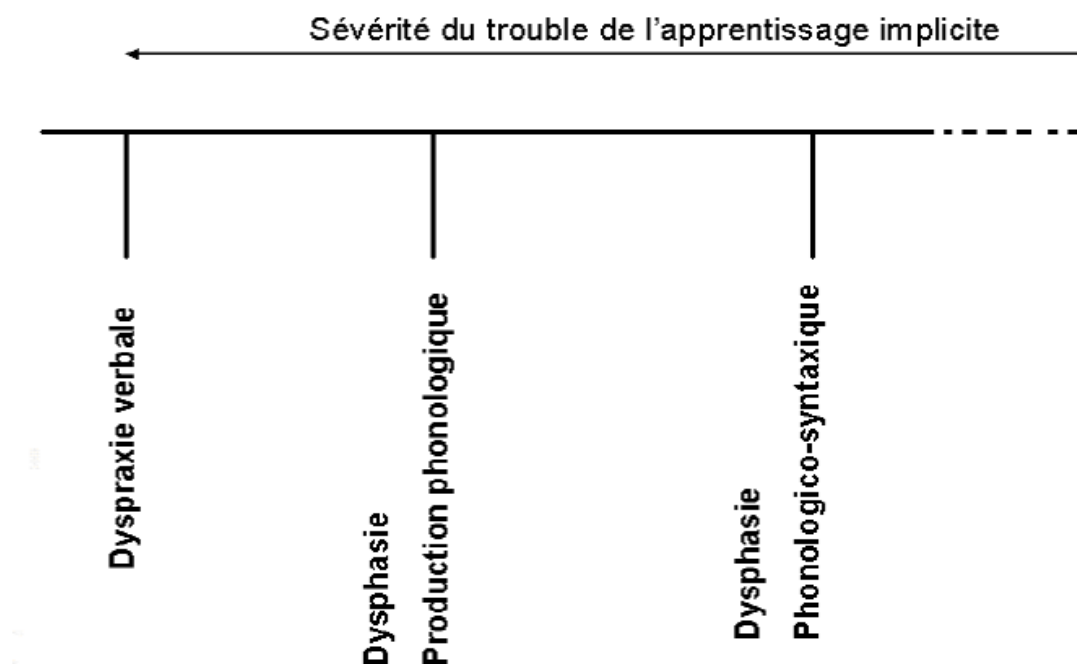 Sévérité du trouble de l'apprentissage implicite
Dyspraxie verbale
Dysphasie
Production phonologique
Dysphasie
Phonologico-syntaxique